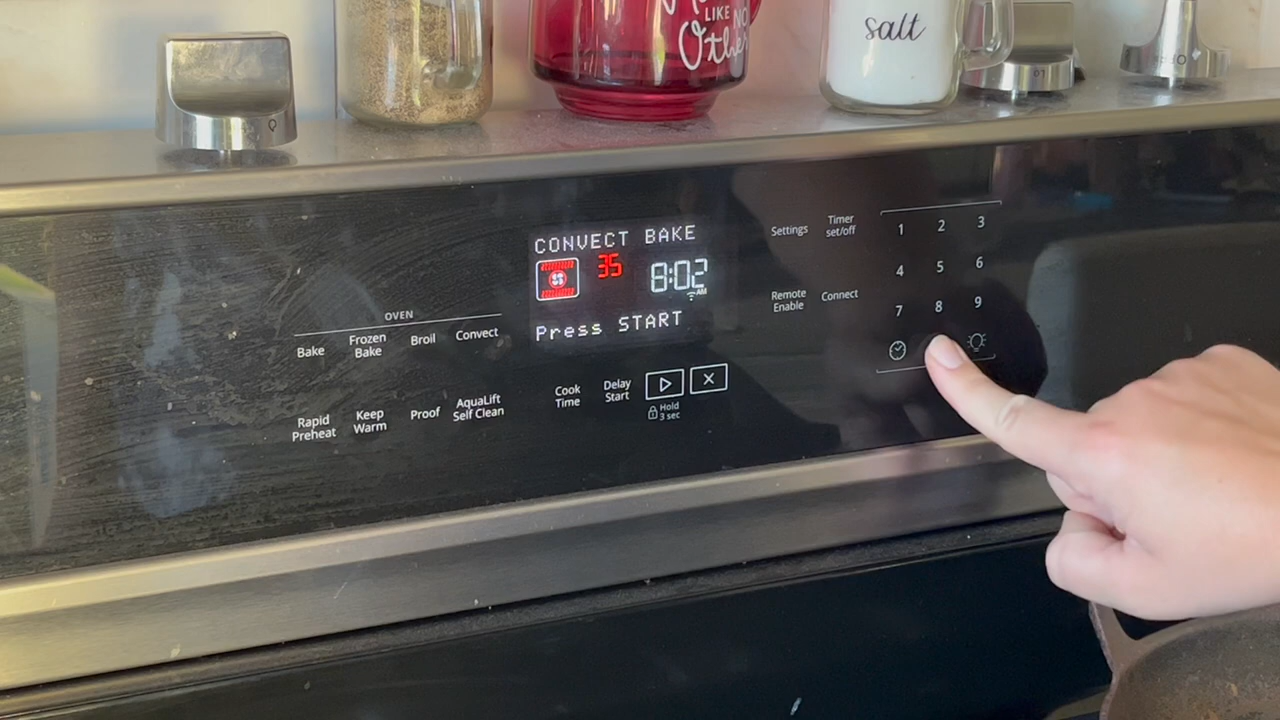 LIKE NO
Othe
salt
CONVECT BAKE
35
8:02
AM
Press START
OVEN
Bake
Frozen
Bake
Broil
Convect
Rapid
Preheat
Keep
Warm
Proof
AquaLift
Self Clean
Cook
Time
Delay
Start
Hold
3 sec
Settings
Timer
set/off
Remote
Enable
Connect
1 2 3
4 5 6
7 8 9